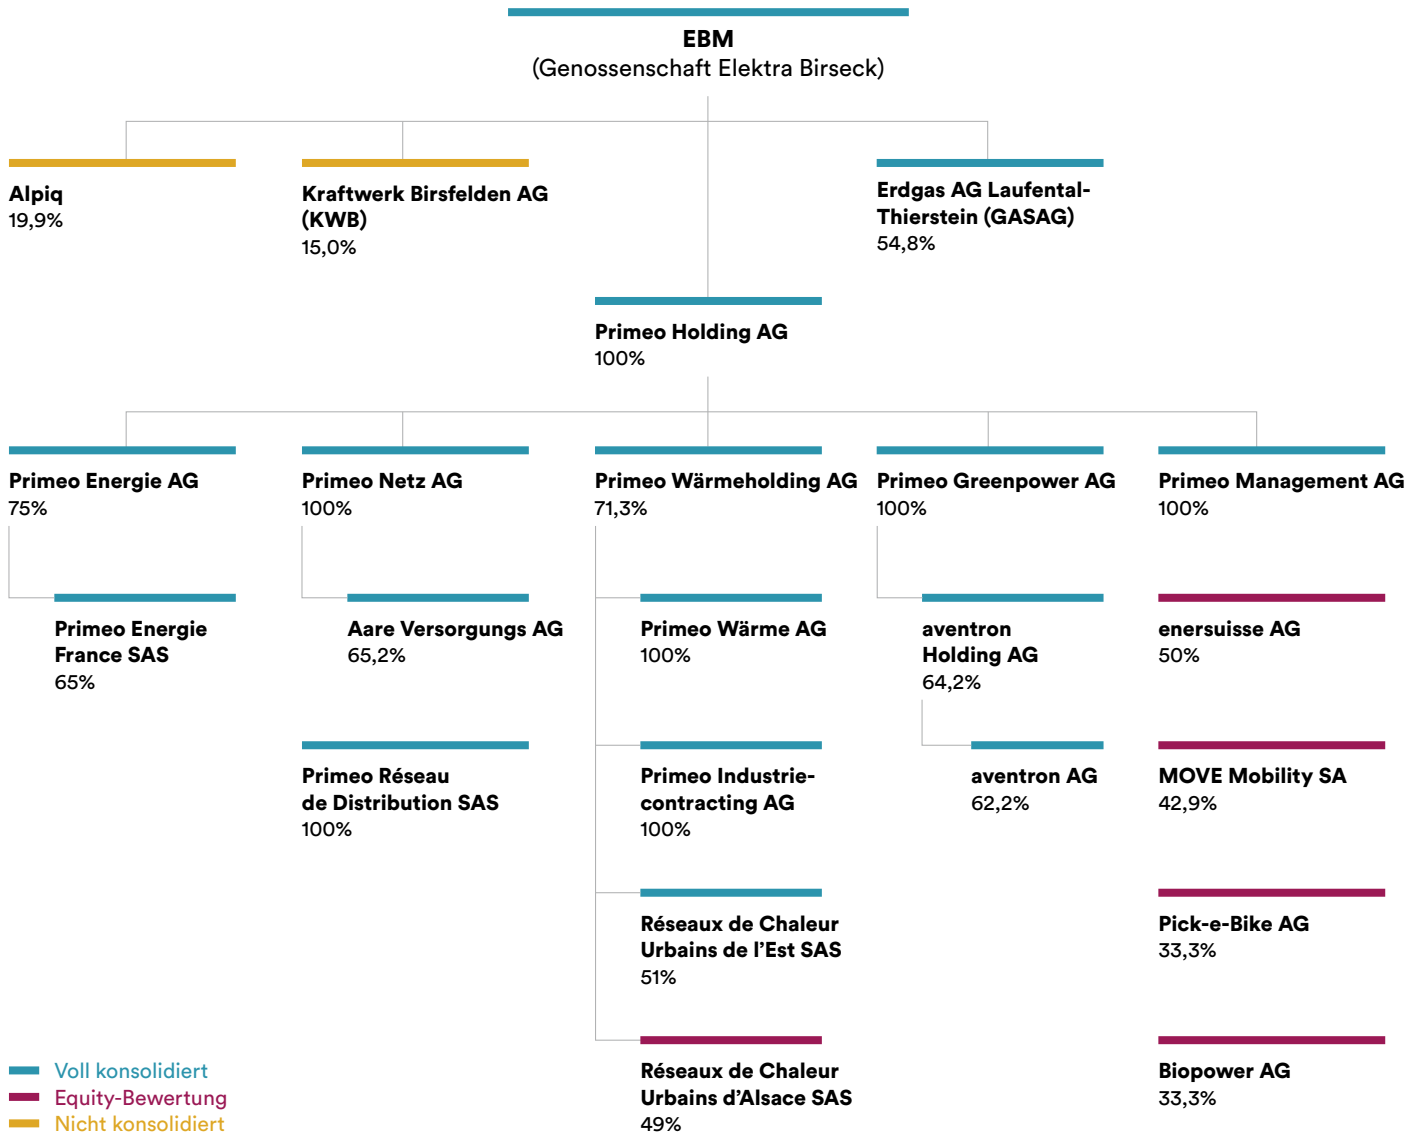 EBM
(Genossenschaft Elektra Birseck)
Alpiq
19,9%
Kraftwerk Birsfelden AG
(KWB)
15,0%
Erdgas AG Laufental-
Thierstein (GASAG)
54,8%
Primeo Holding AG
100%
Primeo Energie AG
75%
Primeo Netz AG
100%
Primeo Wärmeholding AG
71,3%
Primeo Greenpower AG
100%
Primeo Management AG
100%
Primeo Energie
France SAS
65%
Aare Versorgungs AG
65,2%
Primeo Wärme AG
100%
aventron
Holding AG
64,2%
enersuisse AG
50%
Primeo Réseau
de Distribution SAS
100%
Primeo Industrie-
contracting AG
100%
aventron AG
62,2%
MOVE Mobility SA
42,9%
Réseaux de Chaleur
Urbains de l’Est SAS
51%
Pick-e-Bike AG
33,3%
Réseaux de Chaleur
Urbains d’Alsace SAS
49%
Biopower AG
33,3%
Voll konsolidiert
Equity-Bewertung
Nicht konsolidiert